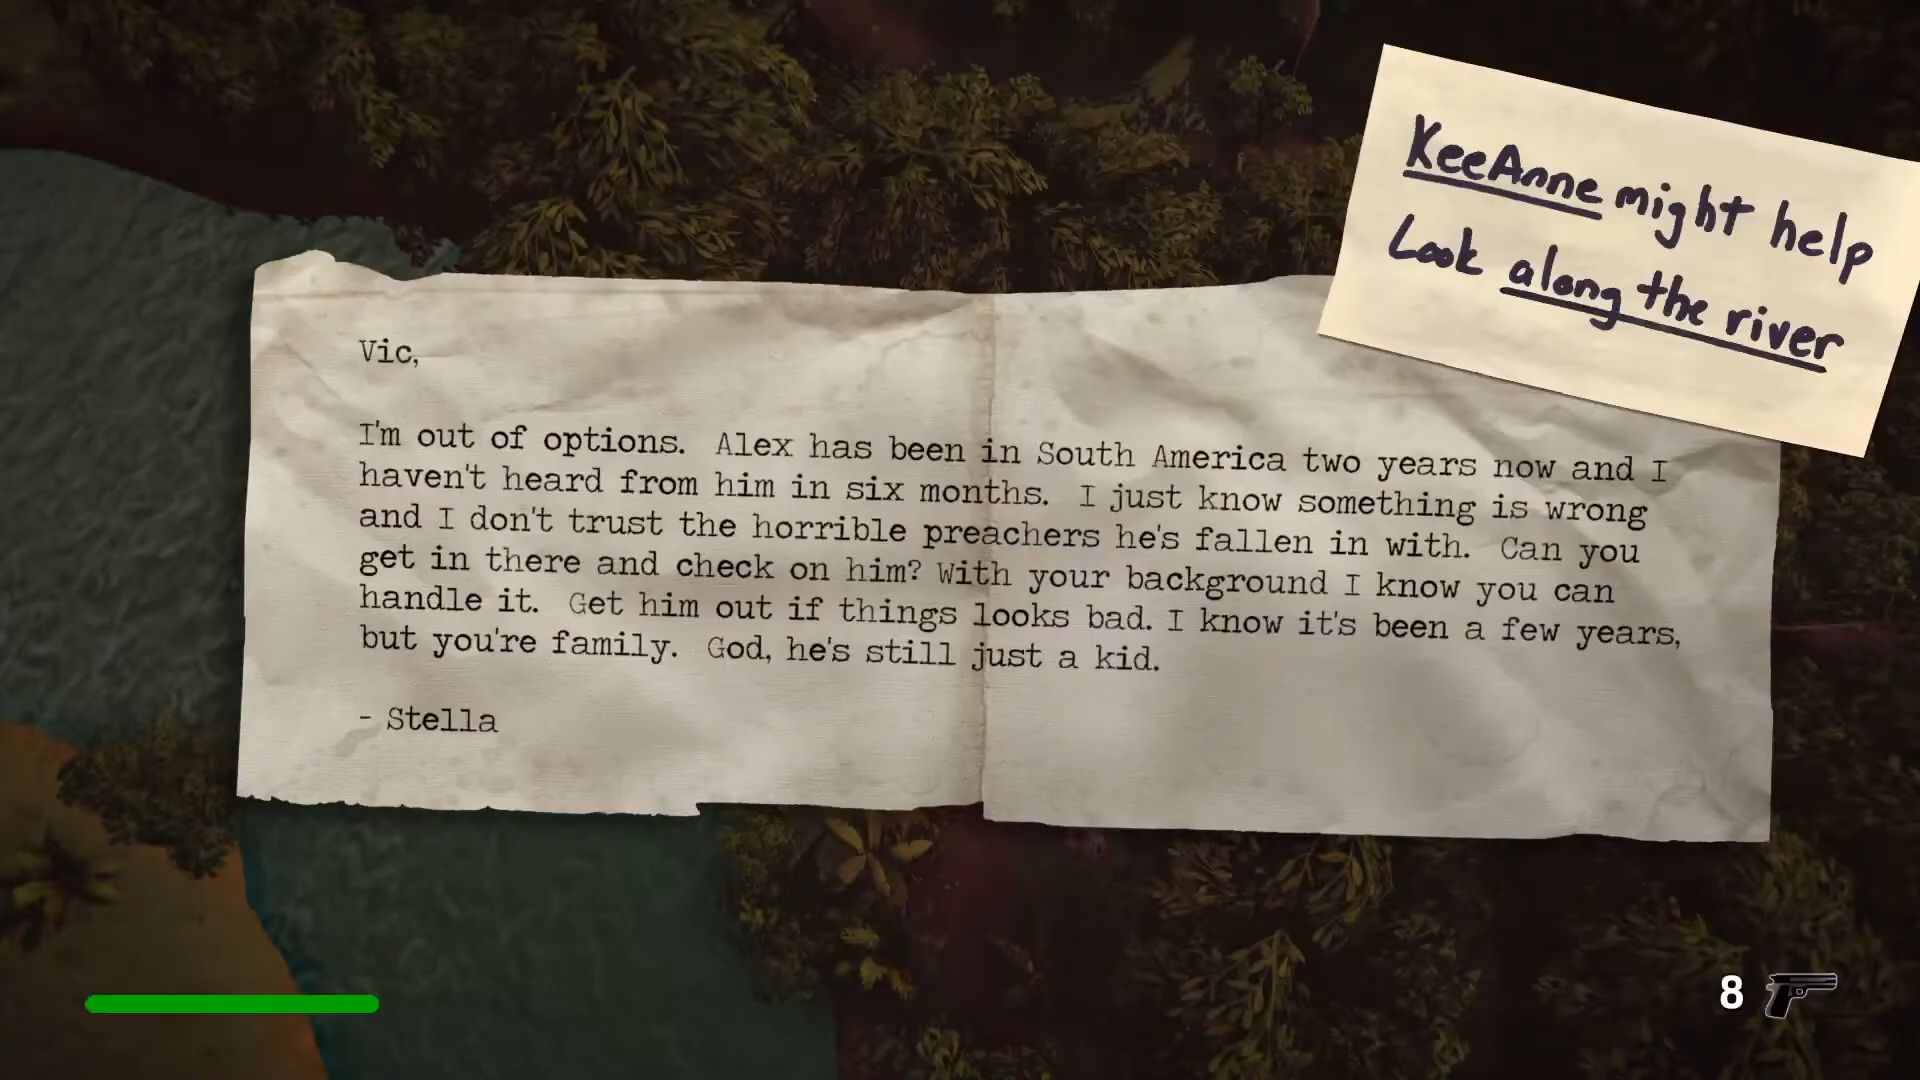 KeeAnne might help
Look along the river
Vic,
I'm out of options.  Alex has been in South America two years now and I
haven't heard from him in six months.  I just know something is wrong
and I don't trust the horrible preachers he's fallen in with.  Can you
get in there and check on him? With your background I know you can
handle it.  Get him out if things looks bad. I know it's been a few years,
but you're family.  God, he's still just a kid.
- Stella
8